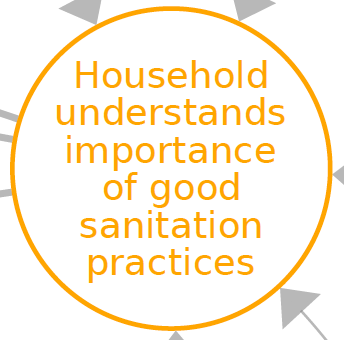 Household
understands
importance
of good
sanitation
practices